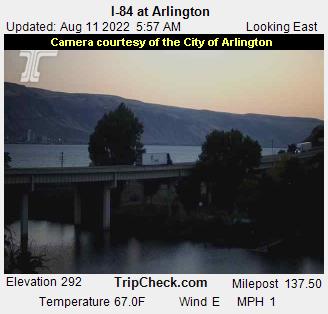 I-84 at Arlington
Updated: Aug 11 2022 5:57 AM Looking East
Camera courtesy of the City of Arlington
Elevation 292 TripCheck.com Milepost 137.50
Temperature 67.0F Wind E MPH 1